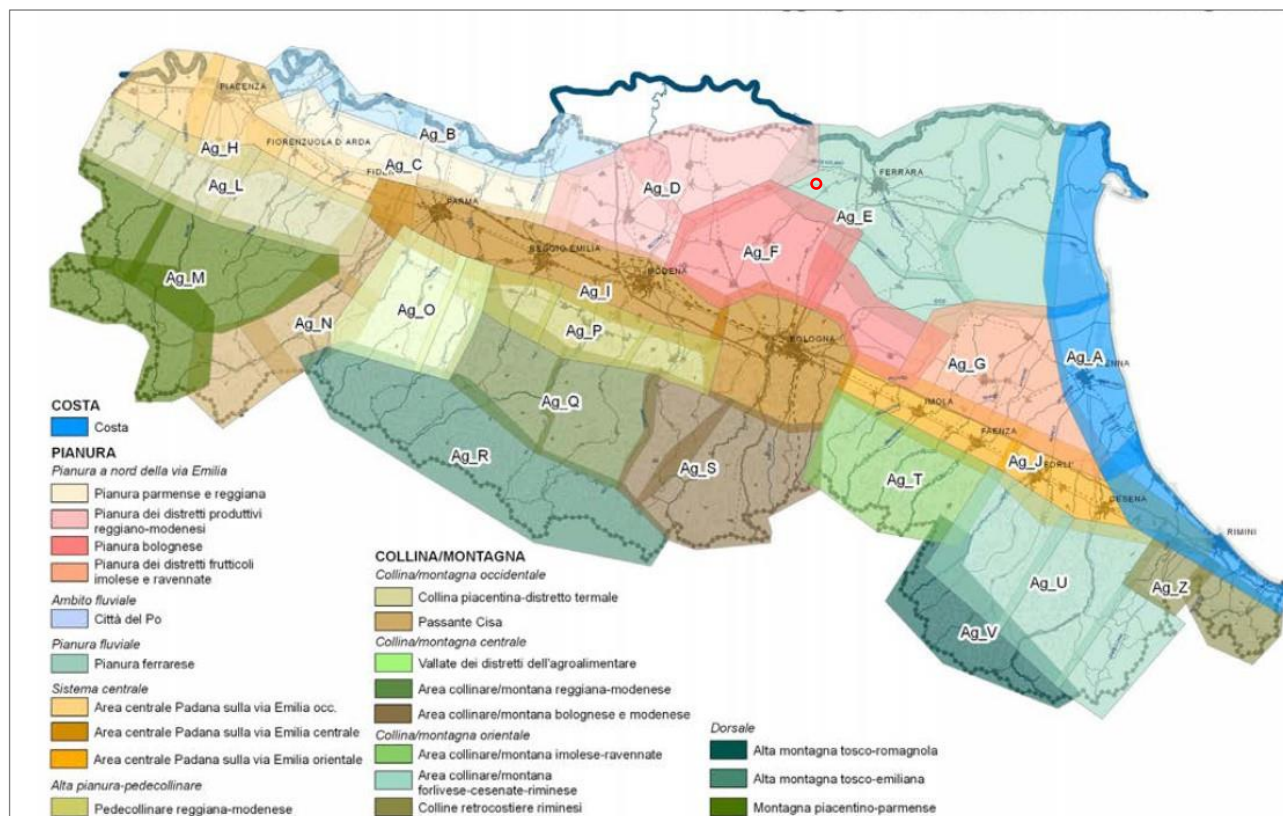 PIACENZA
Ag_B
Ag_H
FIORENZUOLA D'ARDA
Ag_C
Ag_L
Ag_D
FERRARA
Ag_E
PARMA
Ag_F
REGGIO EMILIA
Ag_M
MODENA
Ag_I
Ag_O
Ag_N
Ag_P
BOLOGNA
Ag_G
Ag_A
Ag_Q
IMOLA
FAENZA
Ag_R
Ag_S
Ag_T
Ag_J
FORLI'
CESENA
RIMINI
Ag_U
Ag_Z
Ag_V
COSTA
Costa
PIANURA
Pianura a nord della via Emilia
Pianura parmense e reggiana
Pianura dei distretti produttivi
reggiano-modenesi
Pianura bolognese
Pianura dei distretti frutticoli
imolese e ravennate
Ambito fluviale
Città del Po
Pianura fluviale
Pianura ferrarese
Sistema centrale
Area centrale Padana sulla via Emilia occ.
Area centrale Padana sulla via Emilia centrale
Area centrale Padana sulla via Emilia orientale
Alta pianura-pedecollinare
Pedecollinare reggiana-modenese
COLLINA/MONTAGNA
Collina/montagna occidentale
Collina piacentina-distretto termale
Passante Cisa
Collina/montagna centrale
Vallate dei distretti dell'agroalimentare
Area collinare/montana reggiana-modenese
Area collinare/montana bolognese e modenese
Collina/montagna orientale
Area collinare/montana imolese-ravennate
Area collinare/montana
forlivese-cesenate-riminese
Colline retrocostiere riminesi
Dorsale
Alta montagna tosco-romagnola
Alta montagna tosco-emiliana
Montagna piacentino-parmense